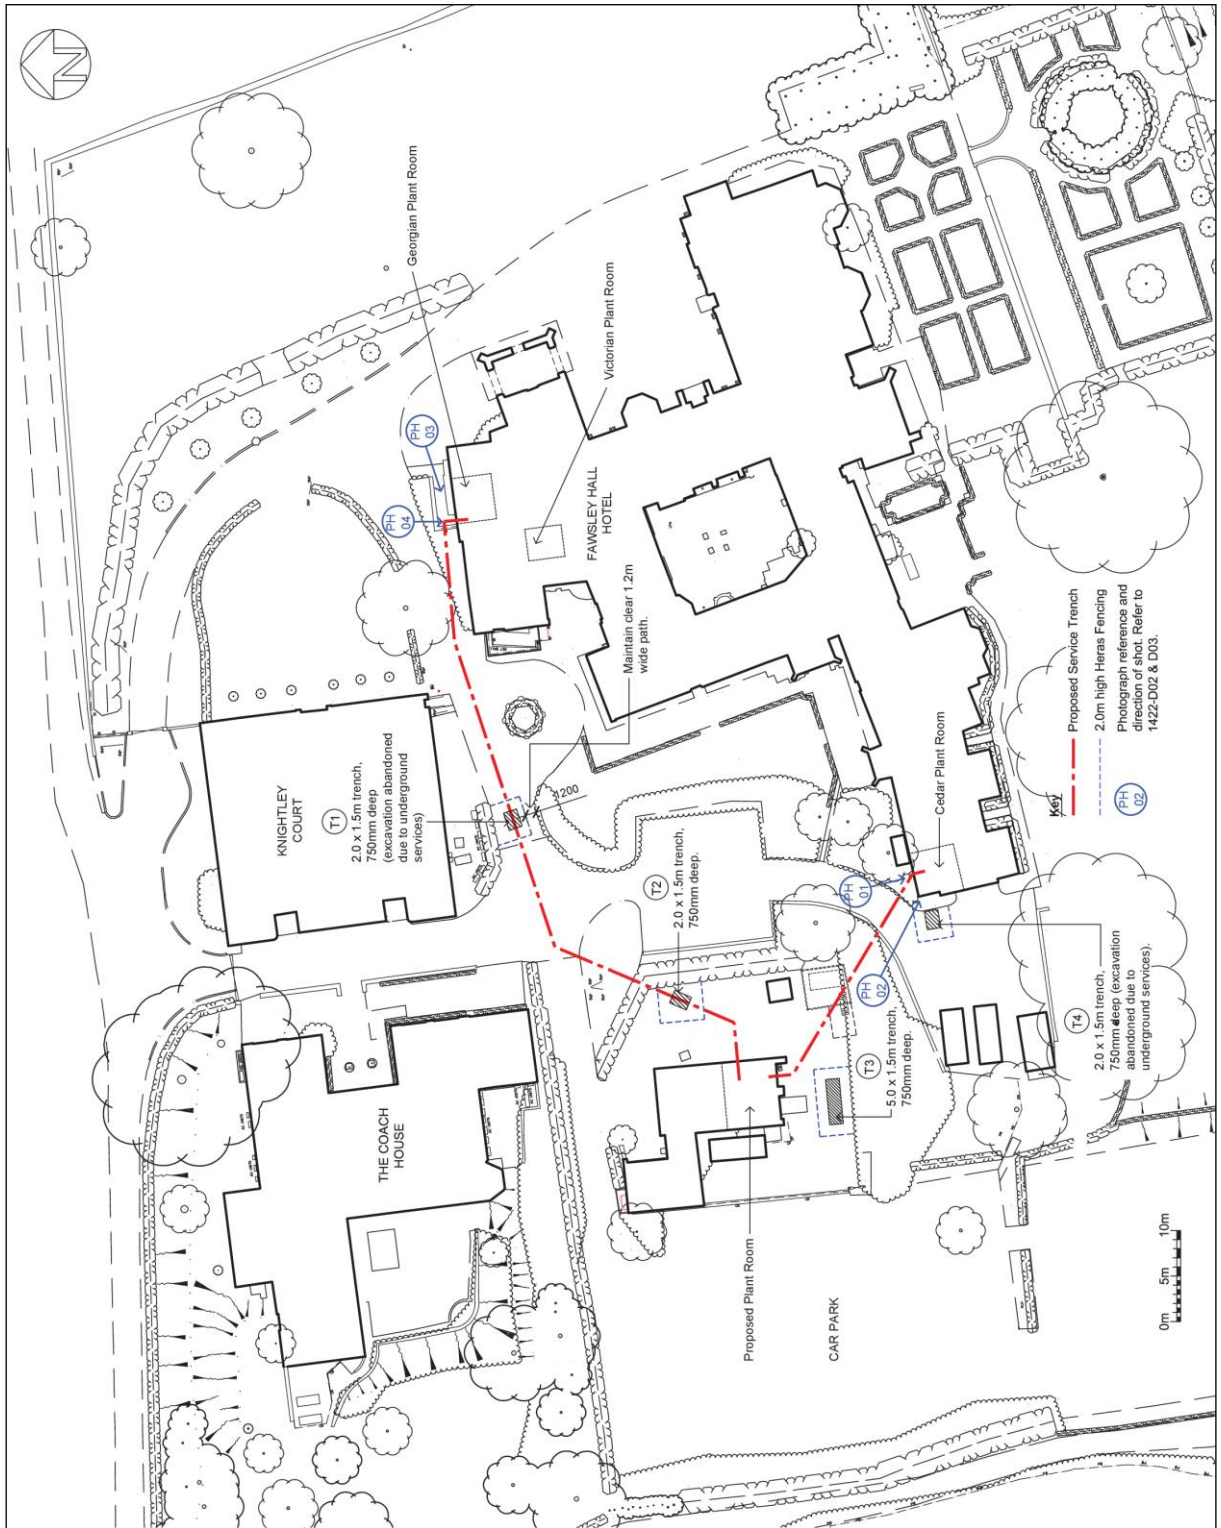 N
Georgian Plant Room
Victorian Plant Room
PH
03
PH
04
FAWSLEY HALL
HOTEL
Maintain clear 1.2m
wide path.
KNIGHTLEY
COURT
T1
2.0 x 1.5m trench,
750mm deep
(excavation abandoned
due to underground
services)
1200
T2
2.0 x 1.5m trench,
750mm deep.
THE COACH
HOUSE
Cedar Plant Room
PH
01
PH
02
T3
5.0 x 1.5m trench,
750mm deep.
T4
2.0 x 1.5m trench,
750mm deep (excavation
abandoned due to
underground services).
Proposed Plant Room
CAR PARK
Key
Proposed Service Trench
2.0m high Heras Fencing
PH
02
Photograph reference and
direction of shot. Refer to
1422-D02 & D03.
0m 5m 10m